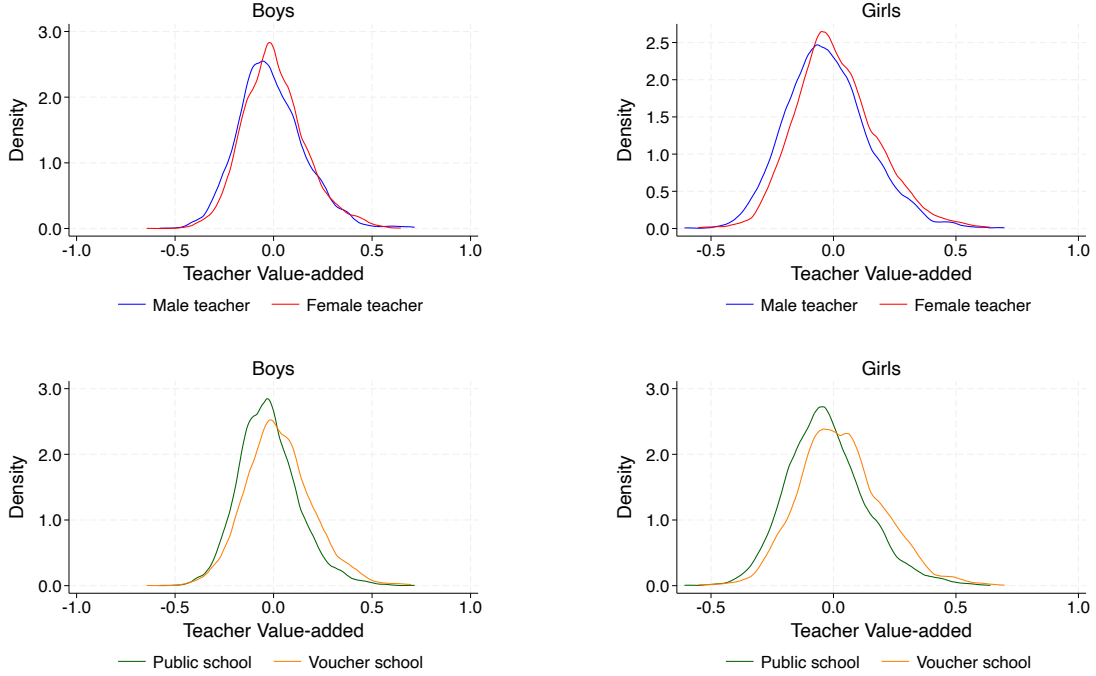 Boys
3.0
2.0
1.0
0.0
Density
-1.0 -0.5 0.0 0.5 1.0
Teacher Value-added
Male teacher Female teacher
Girls
2.5
2.0
1.5
1.0
0.5
0.0
Density
-0.5 0.0 0.5 1.0
Teacher Value-added
Male teacher Female teacher
Boys
3.0
2.0
1.0
0.0
Density
-1.0 -0.5 0.0 0.5 1.0
Teacher Value-added
Public school Voucher school
Girls
3.0
2.0
1.0
0.0
Density
-0.5 0.0 0.5 1.0
Teacher Value-added
Public school Voucher school